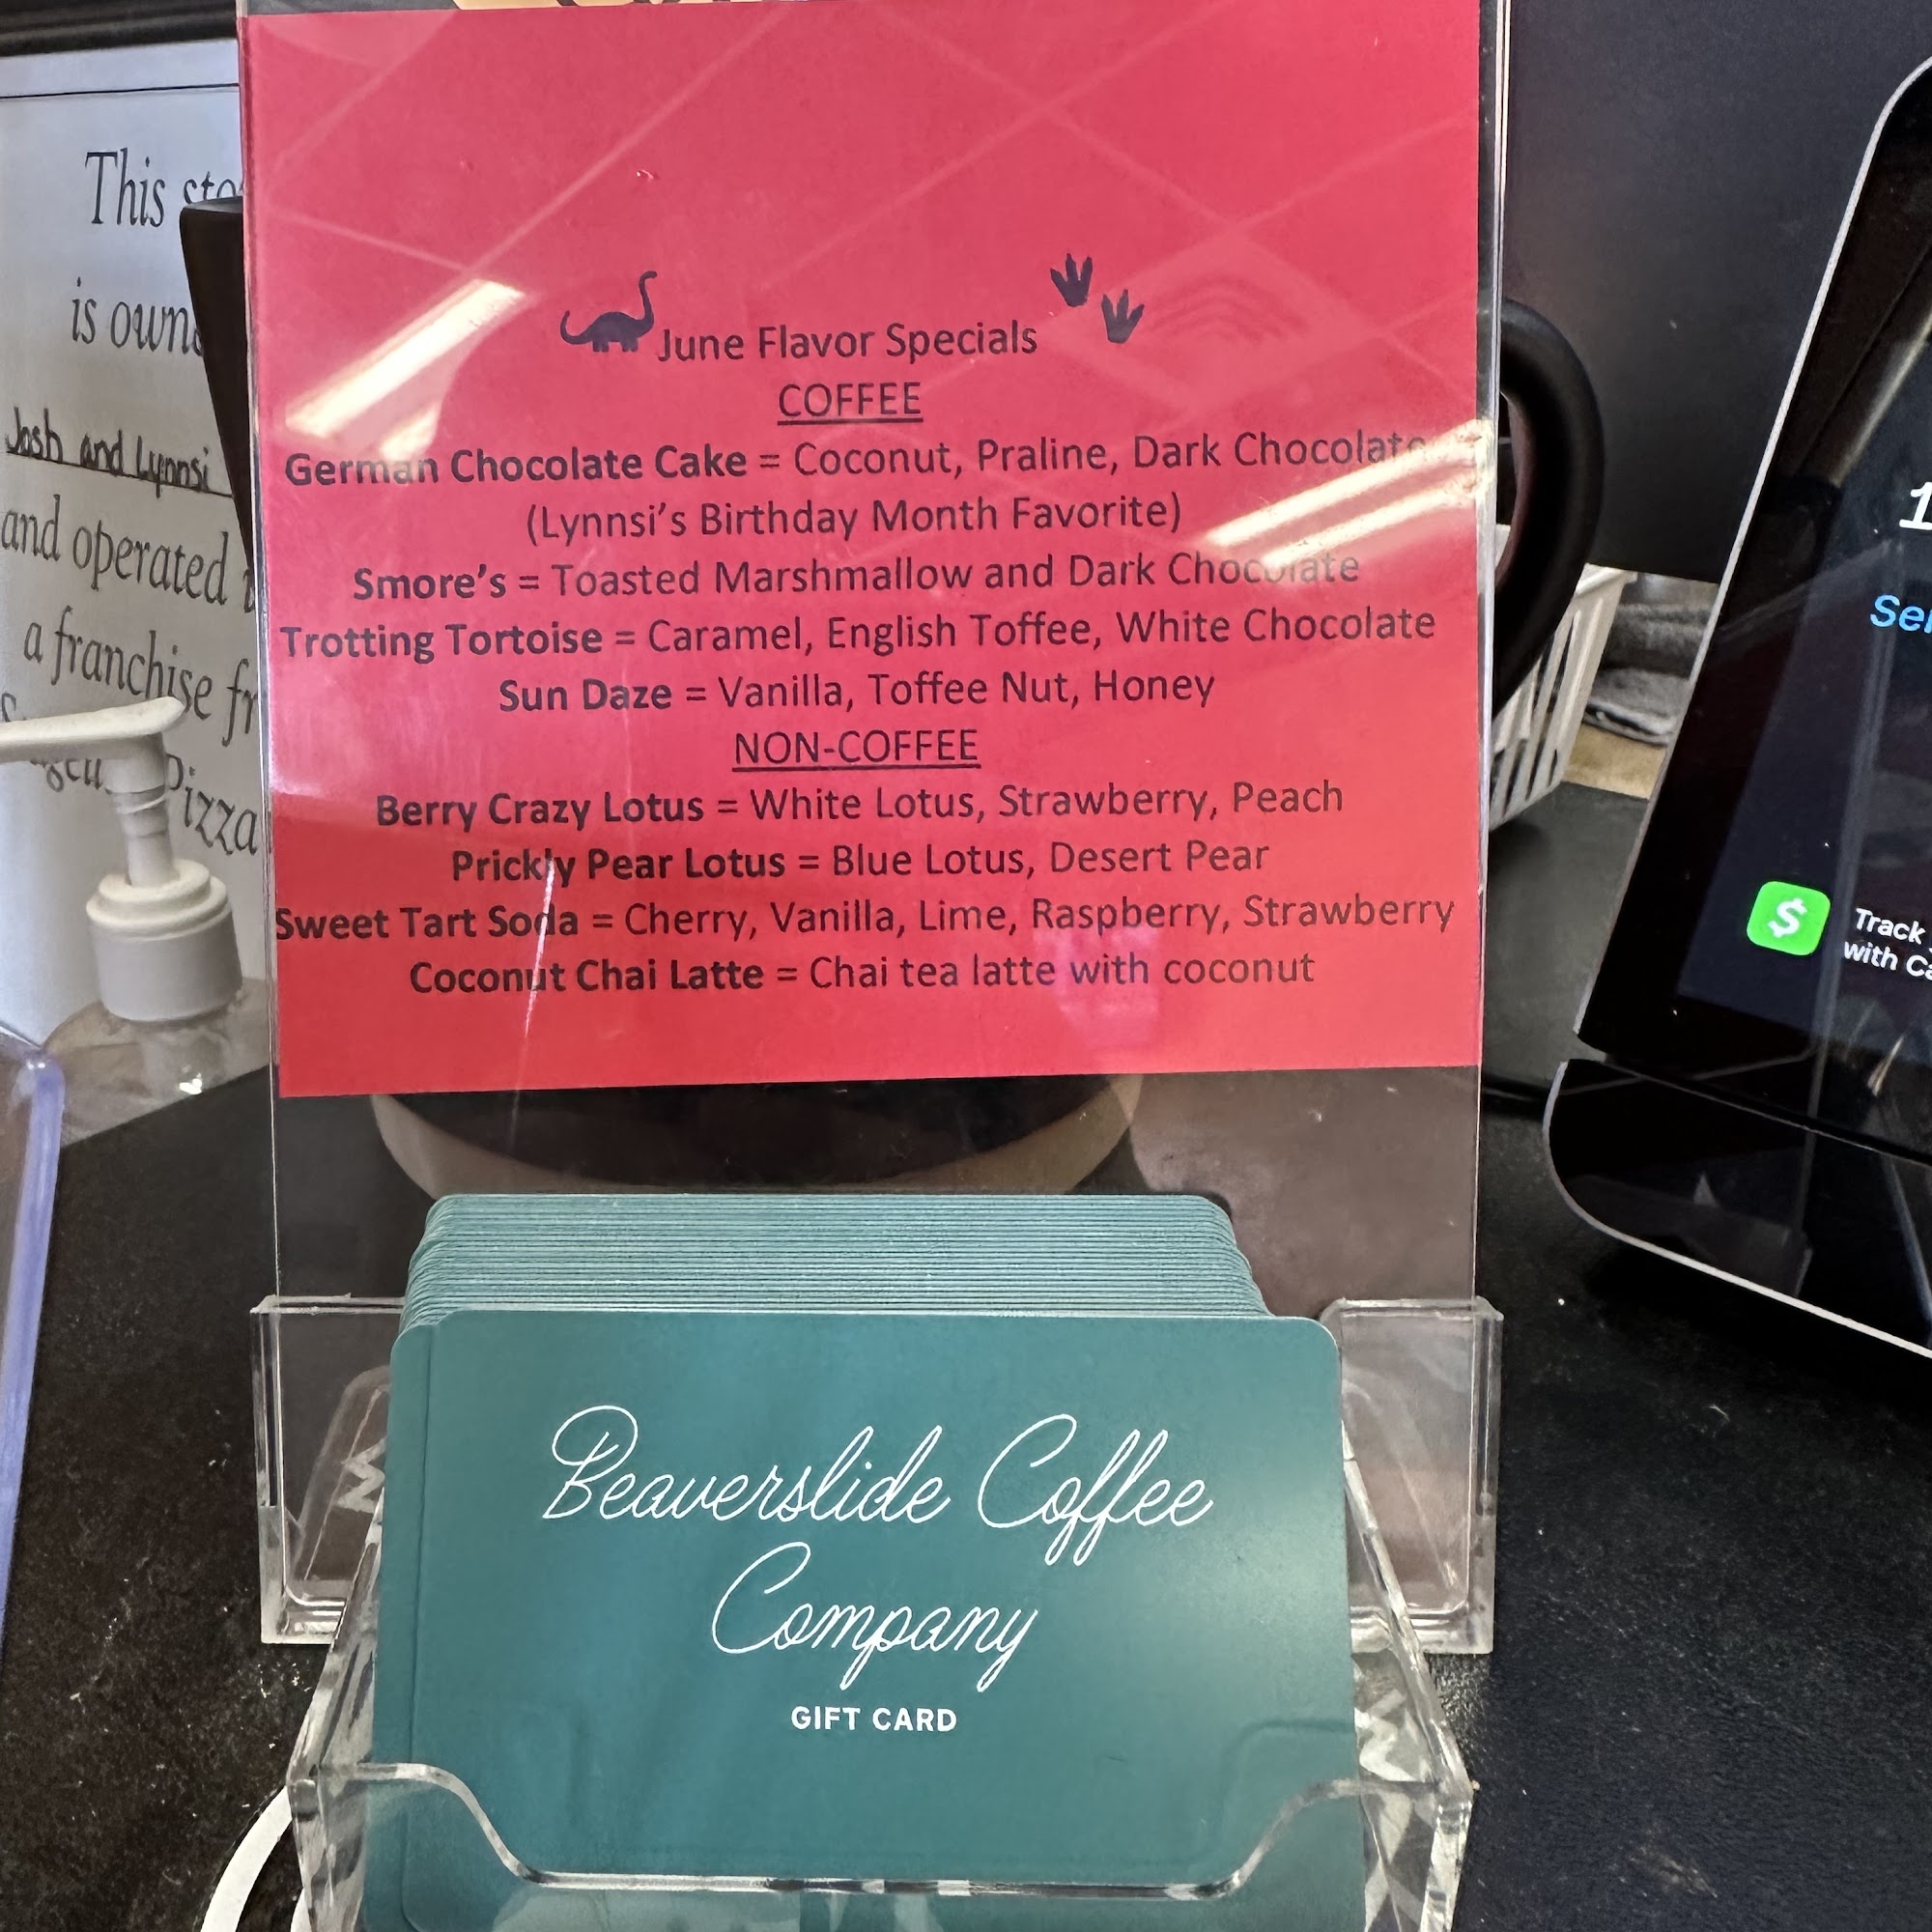 This
is
Josh and Lynnsi
and operated
a franchise
Pizza
June Flavor Specials
COFFEE
German Chocolate Cake = Coconut, Praline, Dark Chocolate
(Lynnsi's Birthday Month Favorite)
Smore's = Toasted Marshmallow and Dark Chocolate
Trotting Tortoise = Caramel, English Toffee, White Chocolate
Sun Daze = Vanilla, Toffee Nut, Honey
NON-COFFEE
Berry Crazy Lotus = White Lotus, Strawberry, Peach
Prickly Pear Lotus = Blue Lotus, Desert Pear
Sweet Tart Soda = Cherry, Vanilla, Lime, Raspberry, Strawberry
Coconut Chai Latte = Chai tea latte with coconut
$
Track
with
Beaverslide Coffee
Company
GIFT CARD